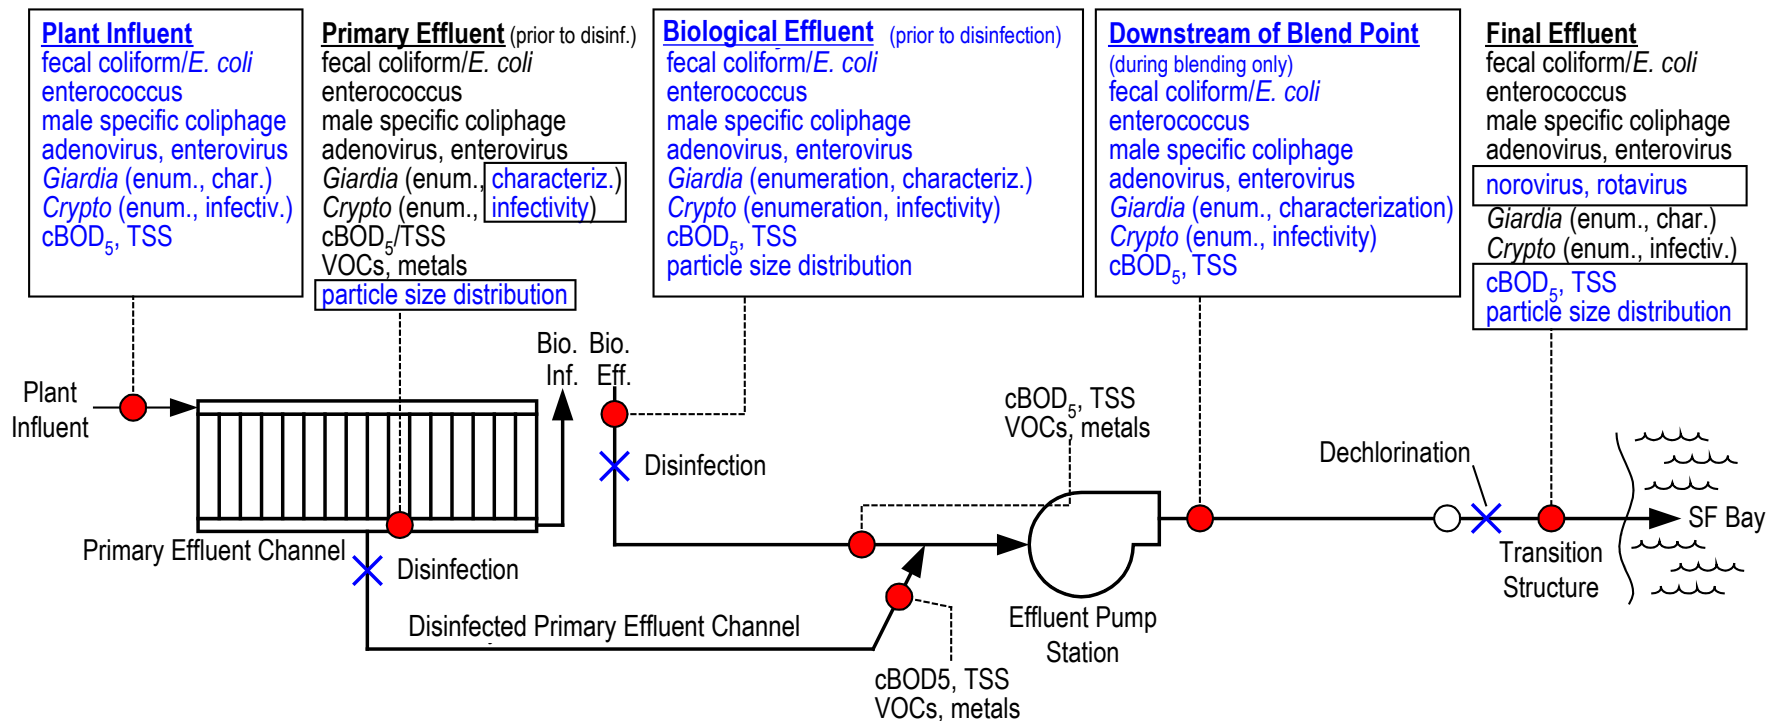 Plant Influent
fecal coliform/E. coli
enterococcus
male specific coliphage
adenovirus, enterovirus
Giardia (enum., char.)
Crypto (enum., infectiv.)
cBOD5, TSS
Primary Effluent (prior to disinf.)
fecal coliform/E. coli
enterococcus
male specific coliphage
adenovirus, enterovirus
Giardia (enum., characteriz.)
Crypto (enum., infectivity)
cBOD5/TSS
VOCs, metals
particle size distribution
Biological Effluent (prior to disinfection)
fecal coliform/E. coli
enterococcus
male specific coliphage
adenovirus, enterovirus
Giardia (enumeration, characteriz.)
Crypto (enumeration, infectivity)
cBOD5, TSS
particle size distribution
Downstream of Blend Point
(during blending only)
fecal coliform/E. coli
enterococcus
male specific coliphage
adenovirus, enterovirus
Giardia (enum., characterization)
Crypto (enum., infectivity)
cBOD5, TSS
Final Effluent
fecal coliform/E. coli
enterococcus
male specific coliphage
adenovirus, enterovirus
norovirus, rotavirus
Giardia (enum., char.)
Crypto (enum., infectiv.)
cBOD5, TSS
particle size distribution
Plant
Influent
Bio.
Inf.
Bio.
Eff.
Disinfection
cBOD5, TSS
VOCs, metals
Dechlorination
SF Bay
Transition
Structure
Primary Effluent Channel
Disinfection
Disinfected Primary Effluent Channel
Effluent Pump
Station
cBOD5, TSS
VOCs, metals